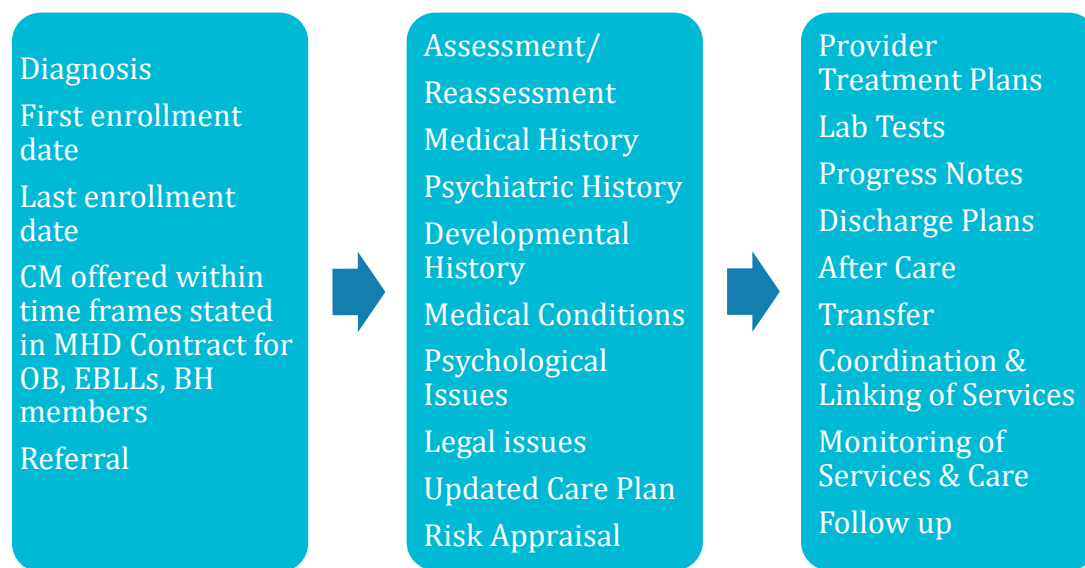 Diagnosis
First enrollment
date
Last enrollment
date
CM offered within
time frames stated
in MHD Contract for
OB, EBLLs, BH
members
Referral
Assessment/
Reassessment
Medical History
Psychiatric History
Developmental
History
Medical Conditions
Psychological
Issues
Legal issues
Updated Care Plan
Risk Appraisal
Provider
Treatment Plans
Lab Tests
Progress Notes
Discharge Plans
After Care
Transfer
Coordination &
Linking of Services
Monitoring of
Services & Care
Follow up